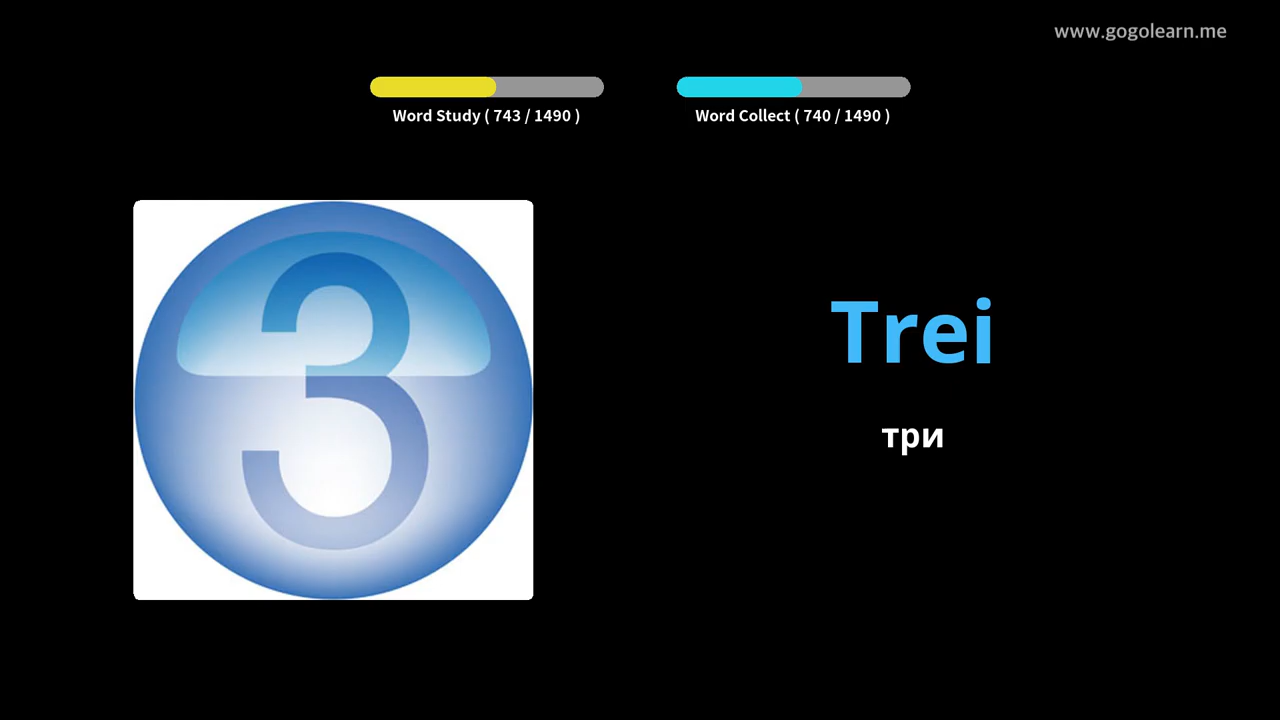 www.gogolearn.me
Word Study ( 743 / 1490 )
Word Collect ( 740 / 1490 )
3
Trei
три